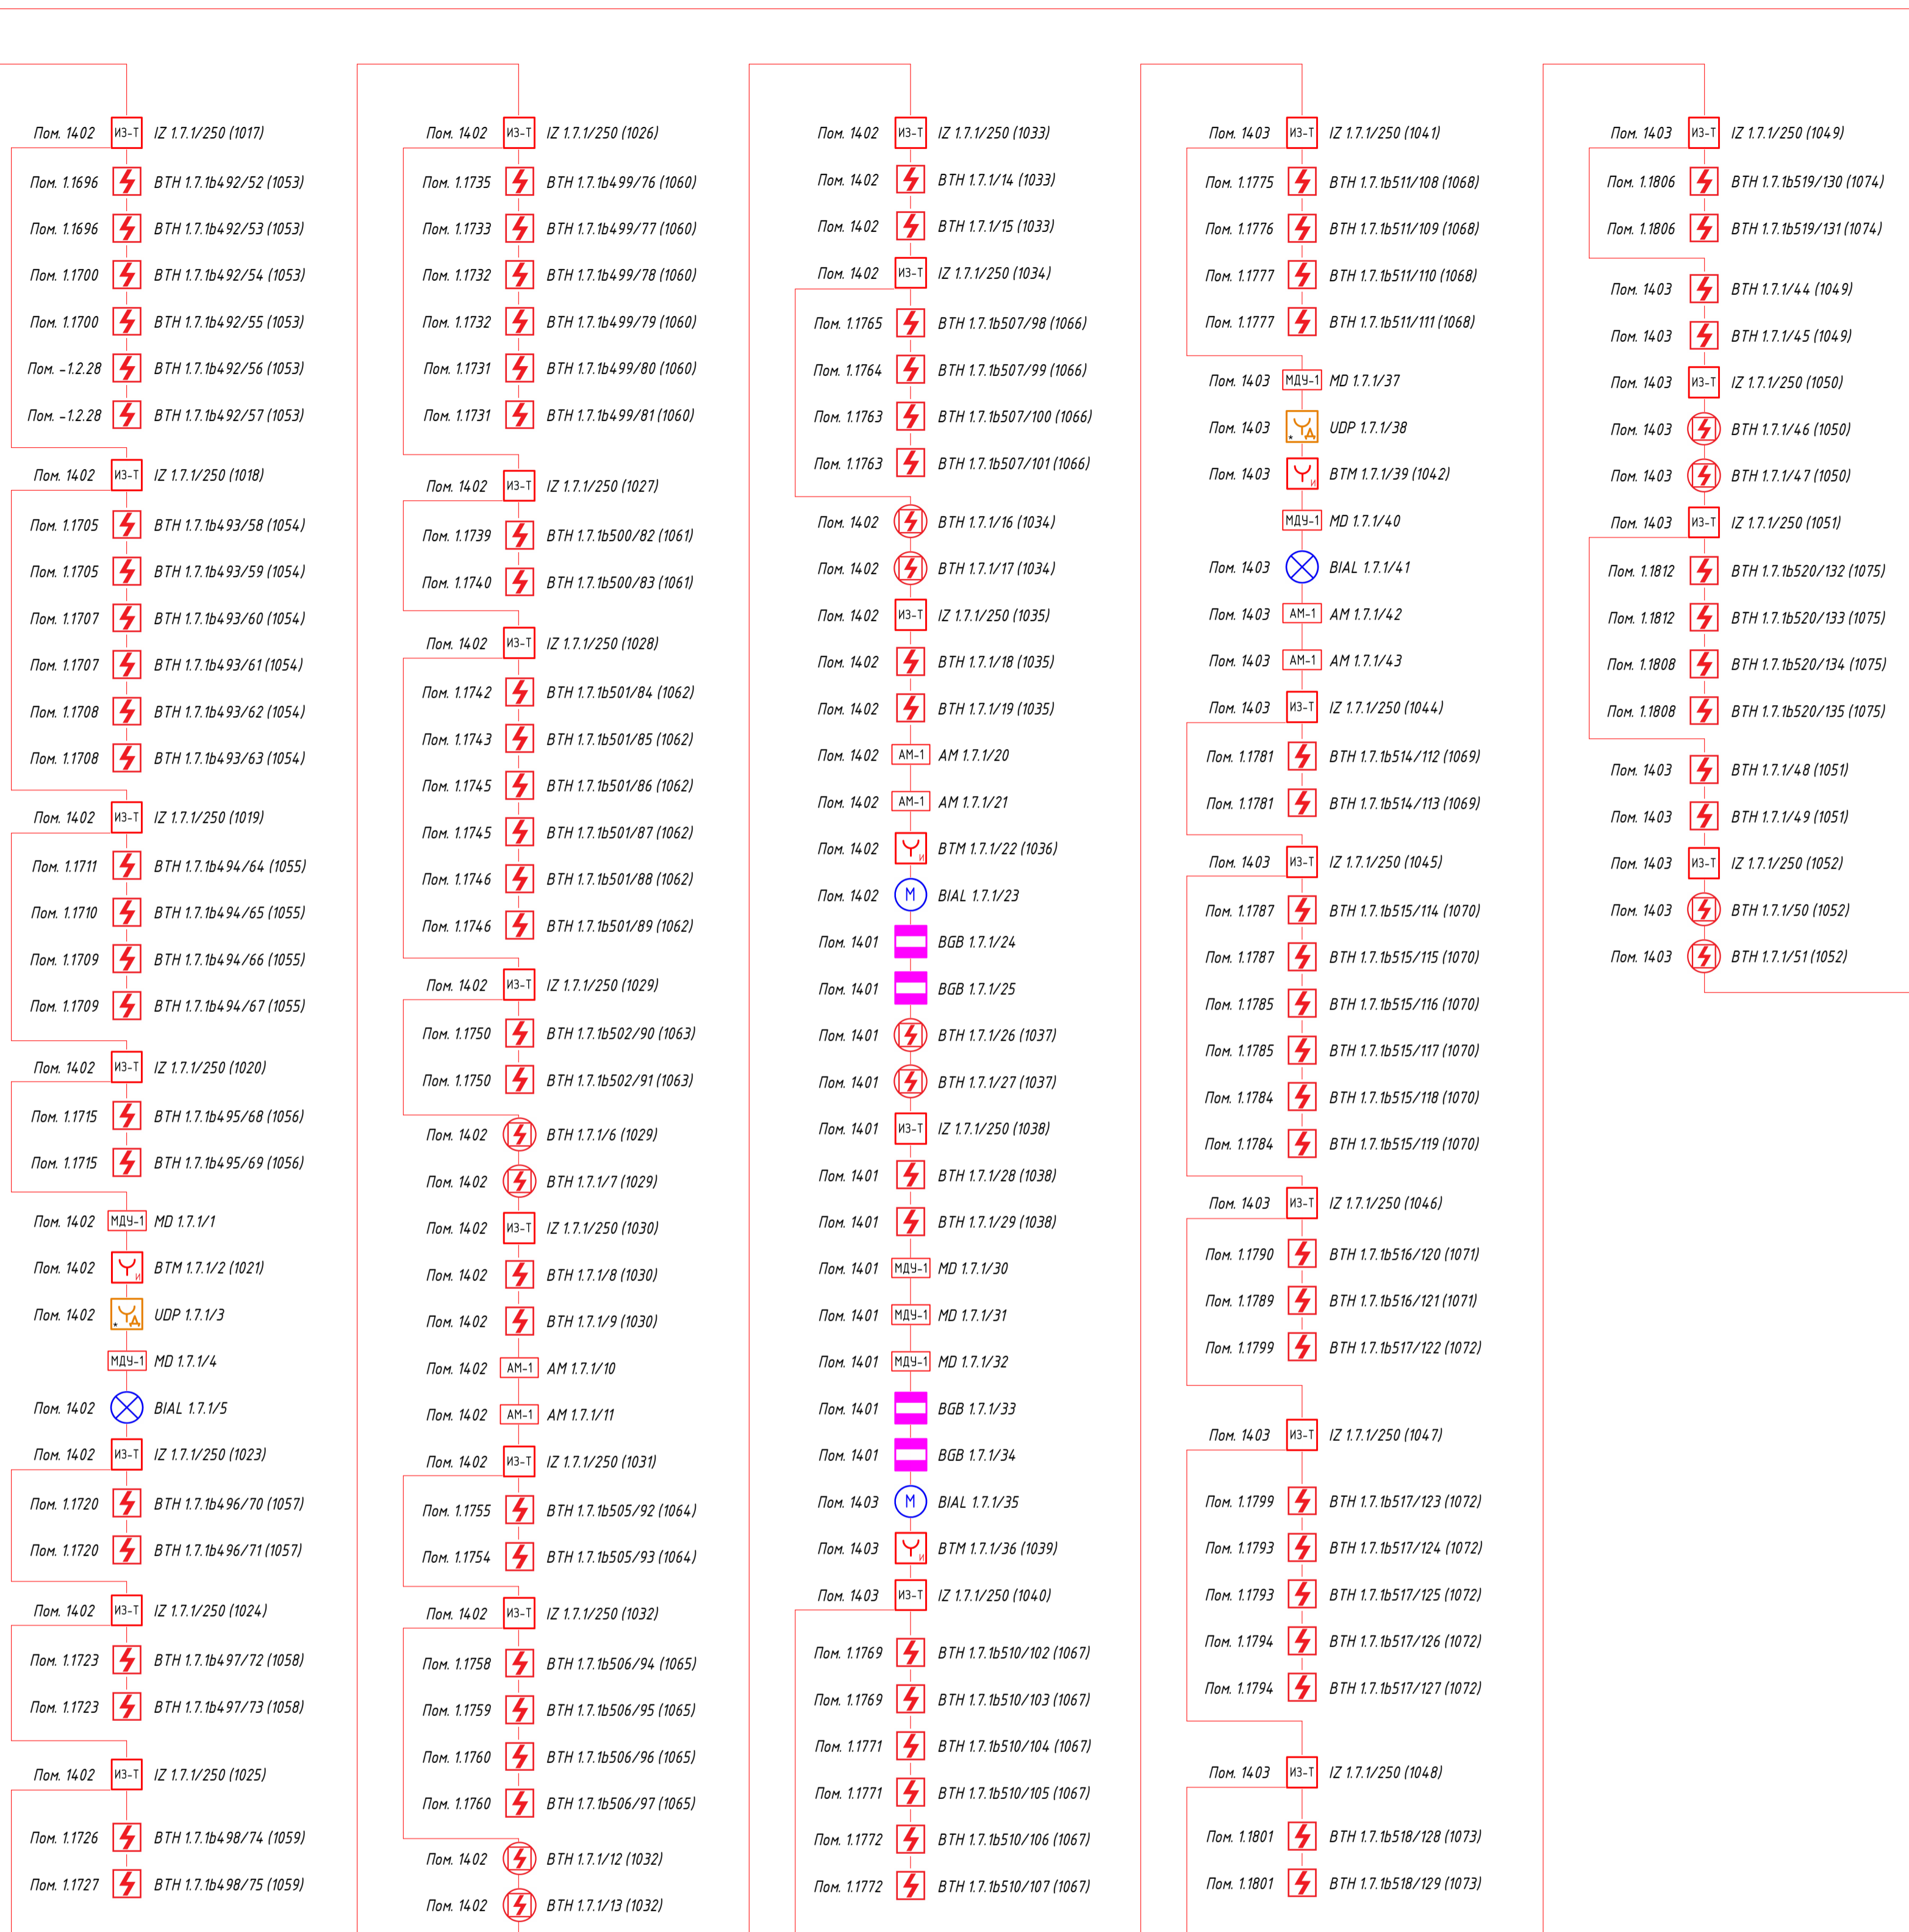 Пом. 1402 ИЗ-Т IZ 1.7.1/250 (1017)
Пом. 1.1696 BTH 1.7.1b492/52 (1053)
Пом. 1.1696 BTH 1.7.1b492/53 (1053)
Пом. 1.1700 BTH 1.7.1b492/54 (1053)
Пом. 1.1700 BTH 1.7.1b492/55 (1053)
Пом. -1.2.28 BTH 1.7.1b492/56 (1053)
Пом. -1.2.28 BTH 1.7.1b492/57 (1053)
Пом. 1402 ИЗ-Т IZ 1.7.1/250 (1018)
Пом. 1.1705 BTH 1.7.1b493/58 (1054)
Пом. 1.1705 BTH 1.7.1b493/59 (1054)
Пом. 1.1707 BTH 1.7.1b493/60 (1054)
Пом. 1.1707 BTH 1.7.1b493/61 (1054)
Пом. 1.1708 BTH 1.7.1b493/62 (1054)
Пом. 1.1708 BTH 1.7.1b493/63 (1054)
Пом. 1402 ИЗ-Т IZ 1.7.1/250 (1019)
Пом. 1.1711 BTH 1.7.1b494/64 (1055)
Пом. 1.1710 BTH 1.7.1b494/65 (1055)
Пом. 1.1709 BTH 1.7.1b494/66 (1055)
Пом. 1.1709 BTH 1.7.1b494/67 (1055)
Пом. 1402 ИЗ-Т IZ 1.7.1/250 (1020)
Пом. 1.1715 BTH 1.7.1b495/68 (1056)
Пом. 1.1715 BTH 1.7.1b495/69 (1056)
Пом. 1402 МДУ-1 MD 1.7.1/1
Пом. 1402 И BTM 1.7.1/2 (1021)
Пом. 1402 * Д UDP 1.7.1/3
МДУ-1 MD 1.7.1/4
Пом. 1402 BIAL 1.7.1/5
Пом. 1402 ИЗ-Т IZ 1.7.1/250 (1023)
Пом. 1.1720 BTH 1.7.1b496/70 (1057)
Пом. 1.1720 BTH 1.7.1b496/71 (1057)
Пом. 1402 ИЗ-Т IZ 1.7.1/250 (1024)
Пом. 1.1723 BTH 1.7.1b497/72 (1058)
Пом. 1.1723 BTH 1.7.1b497/73 (1058)
Пом. 1402 ИЗ-Т IZ 1.7.1/250 (1025)
Пом. 1.1726 BTH 1.7.1b498/74 (1059)
Пом. 1.1727 BTH 1.7.1b498/75 (1059)
Пом. 1402 ИЗ-Т IZ 1.7.1/250 (1026)
Пом. 1.1735 BTH 1.7.1b499/76 (1060)
Пом. 1.1733 BTH 1.7.1b499/77 (1060)
Пом. 1.1732 BTH 1.7.1b499/78 (1060)
Пом. 1.1732 BTH 1.7.1b499/79 (1060)
Пом. 1.1731 BTH 1.7.1b499/80 (1060)
Пом. 1.1731 BTH 1.7.1b499/81 (1060)
Пом. 1402 ИЗ-Т IZ 1.7.1/250 (1027)
Пом. 1.1739 BTH 1.7.1b500/82 (1061)
Пом. 1.1740 BTH 1.7.1b500/83 (1061)
Пом. 1402 ИЗ-Т IZ 1.7.1/250 (1028)
Пом. 1.1742 BTH 1.7.1b501/84 (1062)
Пом. 1.1743 BTH 1.7.1b501/85 (1062)
Пом. 1.1745 BTH 1.7.1b501/86 (1062)
Пом. 1.1745 BTH 1.7.1b501/87 (1062)
Пом. 1.1746 BTH 1.7.1b501/88 (1062)
Пом. 1.1746 BTH 1.7.1b501/89 (1062)
Пом. 1402 ИЗ-Т IZ 1.7.1/250 (1029)
Пом. 1.1750 BTH 1.7.1b502/90 (1063)
Пом. 1.1750 BTH 1.7.1b502/91 (1063)
Пом. 1402 BTH 1.7.1/6 (1029)
Пом. 1402 BTH 1.7.1/7 (1029)
Пом. 1402 ИЗ-Т IZ 1.7.1/250 (1030)
Пом. 1402 BTH 1.7.1/8 (1030)
Пом. 1402 BTH 1.7.1/9 (1030)
Пом. 1402 АМ-1 AM 1.7.1/10
Пом. 1402 АМ-1 AM 1.7.1/11
Пом. 1402 ИЗ-Т IZ 1.7.1/250 (1031)
Пом. 1.1755 BTH 1.7.1b505/92 (1064)
Пом. 1.1754 BTH 1.7.1b505/93 (1064)
Пом. 1402 ИЗ-Т IZ 1.7.1/250 (1032)
Пом. 1.1758 BTH 1.7.1b506/94 (1065)
Пом. 1.1759 BTH 1.7.1b506/95 (1065)
Пом. 1.1760 BTH 1.7.1b506/96 (1065)
Пом. 1.1760 BTH 1.7.1b506/97 (1065)
Пом. 1402 BTH 1.7.1/12 (1032)
Пом. 1402 BTH 1.7.1/13 (1032)
Пом. 1402 ИЗ-Т IZ 1.7.1/250 (1033)
Пом. 1402 BTH 1.7.1/14 (1033)
Пом. 1402 BTH 1.7.1/15 (1033)
Пом. 1402 ИЗ-Т IZ 1.7.1/250 (1034)
Пом. 1.1765 BTH 1.7.1b507/98 (1066)
Пом. 1.1764 BTH 1.7.1b507/99 (1066)
Пом. 1.1763 BTH 1.7.1b507/100 (1066)
Пом. 1.1763 BTH 1.7.1b507/101 (1066)
Пом. 1402 BTH 1.7.1/16 (1034)
Пом. 1402 BTH 1.7.1/17 (1034)
Пом. 1402 ИЗ-Т IZ 1.7.1/250 (1035)
Пом. 1402 BTH 1.7.1/18 (1035)
Пом. 1402 BTH 1.7.1/19 (1035)
Пом. 1402 АМ-1 AM 1.7.1/20
Пом. 1402 АМ-1 AM 1.7.1/21
Пом. 1402 И BTM 1.7.1/22 (1036)
Пом. 1402 М BIAL 1.7.1/23
Пом. 1401 BGB 1.7.1/24
Пом. 1401 BGB 1.7.1/25
Пом. 1401 BTH 1.7.1/26 (1037)
Пом. 1401 BTH 1.7.1/27 (1037)
Пом. 1401 ИЗ-Т IZ 1.7.1/250 (1038)
Пом. 1401 BTH 1.7.1/28 (1038)
Пом. 1401 BTH 1.7.1/29 (1038)
Пом. 1401 МДУ-1 MD 1.7.1/30
Пом. 1401 МДУ-1 MD 1.7.1/31
Пом. 1401 МДУ-1 MD 1.7.1/32
Пом. 1401 BGB 1.7.1/33
Пом. 1401 BGB 1.7.1/34
Пом. 1403 М BIAL 1.7.1/35
Пом. 1403 И BTM 1.7.1/36 (1039)
Пом. 1403 ИЗ-Т IZ 1.7.1/250 (1040)
Пом. 1.1769 BTH 1.7.1b510/102 (1067)
Пом. 1.1769 BTH 1.7.1b510/103 (1067)
Пом. 1.1771 BTH 1.7.1b510/104 (1067)
Пом. 1.1771 BTH 1.7.1b510/105 (1067)
Пом. 1.1772 BTH 1.7.1b510/106 (1067)
Пом. 1.1772 BTH 1.7.1b510/107 (1067)
Пом. 1403 ИЗ-Т IZ 1.7.1/250 (1041)
Пом. 1.1775 BTH 1.7.1b511/108 (1068)
Пом. 1.1776 BTH 1.7.1b511/109 (1068)
Пом. 1.1777 BTH 1.7.1b511/110 (1068)
Пом. 1.1777 BTH 1.7.1b511/111 (1068)
Пом. 1403 МДУ-1 MD 1.7.1/37
Пом. 1403 * Д UDP 1.7.1/38
Пом. 1403 И BTM 1.7.1/39 (1042)
МДУ-1 MD 1.7.1/40
Пом. 1403 BIAL 1.7.1/41
Пом. 1403 АМ-1 AM 1.7.1/42
Пом. 1403 АМ-1 AM 1.7.1/43
Пом. 1403 ИЗ-Т IZ 1.7.1/250 (1044)
Пом. 1.1781 BTH 1.7.1b514/112 (1069)
Пом. 1.1781 BTH 1.7.1b514/113 (1069)
Пом. 1403 ИЗ-Т IZ 1.7.1/250 (1045)
Пом. 1.1787 BTH 1.7.1b515/114 (1070)
Пом. 1.1787 BTH 1.7.1b515/115 (1070)
Пом. 1.1785 BTH 1.7.1b515/116 (1070)
Пом. 1.1785 BTH 1.7.1b515/117 (1070)
Пом. 1.1784 BTH 1.7.1b515/118 (1070)
Пом. 1.1784 BTH 1.7.1b515/119 (1070)
Пом. 1403 ИЗ-Т IZ 1.7.1/250 (1046)
Пом. 1.1790 BTH 1.7.1b516/120 (1071)
Пом. 1.1789 BTH 1.7.1b516/121 (1071)
Пом. 1.1799 BTH 1.7.1b517/122 (1072)
Пом. 1403 ИЗ-Т IZ 1.7.1/250 (1047)
Пом. 1.1799 BTH 1.7.1b517/123 (1072)
Пом. 1.1793 BTH 1.7.1b517/124 (1072)
Пом. 1.1793 BTH 1.7.1b517/125 (1072)
Пом. 1.1794 BTH 1.7.1b517/126 (1072)
Пом. 1.1794 BTH 1.7.1b517/127 (1072)
Пом. 1403 ИЗ-Т IZ 1.7.1/250 (1048)
Пом. 1.1801 BTH 1.7.1b518/128 (1073)
Пом. 1.1801 BTH 1.7.1b518/129 (1073)
Пом. 1403 ИЗ-Т IZ 1.7.1/250 (1049)
Пом. 1.1806 BTH 1.7.1b519/130 (1074)
Пом. 1.1806 BTH 1.7.1b519/131 (1074)
Пом. 1403 BTH 1.7.1/44 (1049)
Пом. 1403 BTH 1.7.1/45 (1049)
Пом. 1403 ИЗ-Т IZ 1.7.1/250 (1050)
Пом. 1403 BTH 1.7.1/46 (1050)
Пом. 1403 BTH 1.7.1/47 (1050)
Пом. 1403 ИЗ-Т IZ 1.7.1/250 (1051)
Пом. 1.1812 BTH 1.7.1b520/132 (1075)
Пом. 1.1812 BTH 1.7.1b520/133 (1075)
Пом. 1.1808 BTH 1.7.1b520/134 (1075)
Пом. 1.1808 BTH 1.7.1b520/135 (1075)
Пом. 1403 BTH 1.7.1/48 (1051)
Пом. 1403 BTH 1.7.1/49 (1051)
Пом. 1403 ИЗ-Т IZ 1.7.1/250 (1052)
Пом. 1403 BTH 1.7.1/50 (1052)
Пом. 1403 BTH 1.7.1/51 (1052)